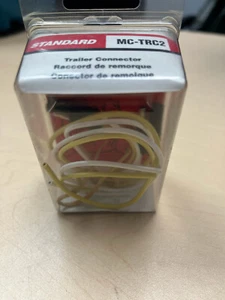 STANDARD MC-TRC2
Trailer Connector
Raccord de remorque
Conector de remolque